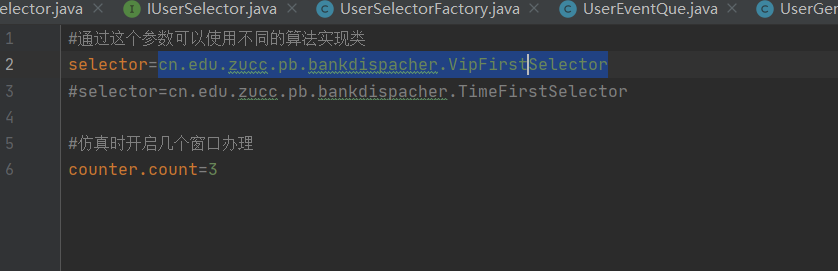 elector.java IUserSelector.java UserSelectorFactory.java UserEventQue.java UserGer
1 #通过这个参数可以使用不同的算法实现类
2 selector=cn.edu.zucc.pb.bankdispacher.VipFirstSelector
3 #selector=cn.edu.zucc.pb.bankdispacher.TimeFirstSelector
4
5 #仿真时开启几个窗口办理
6 counter.count=3